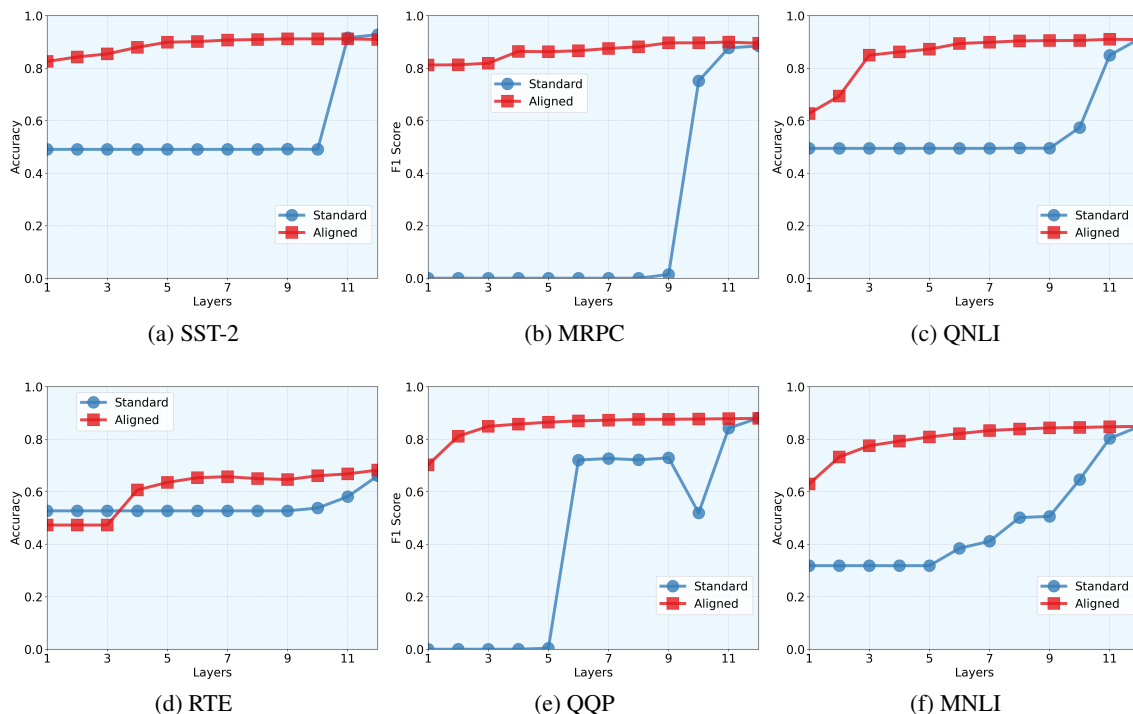 1.0
0.8
0.6
0.4
0.2
0.0
Accuracy
1 3 5 7 9 11
Layers
Standard
Aligned
(a) SST-2
1.0
0.8
0.6
0.4
0.2
0.0
F1 Score
1 3 5 7 9 11
Layers
Standard
Aligned
(b) MRPC
1.0
0.8
0.6
0.4
0.2
0.0
Accuracy
1 3 5 7 9 11
Layers
Standard
Aligned
(c) QNLI
1.0
0.8
0.6
0.4
0.2
0.0
Accuracy
1 3 5 7 9 11
Layers
Standard
Aligned
(d) RTE
1.0
0.8
0.6
0.4
0.2
0.0
F1 Score
1 3 5 7 9 11
Layers
Standard
Aligned
(e) QQP
1.0
0.8
0.6
0.4
0.2
0.0
Accuracy
1 3 5 7 9 11
Layers
Standard
Aligned
(f) MNLI